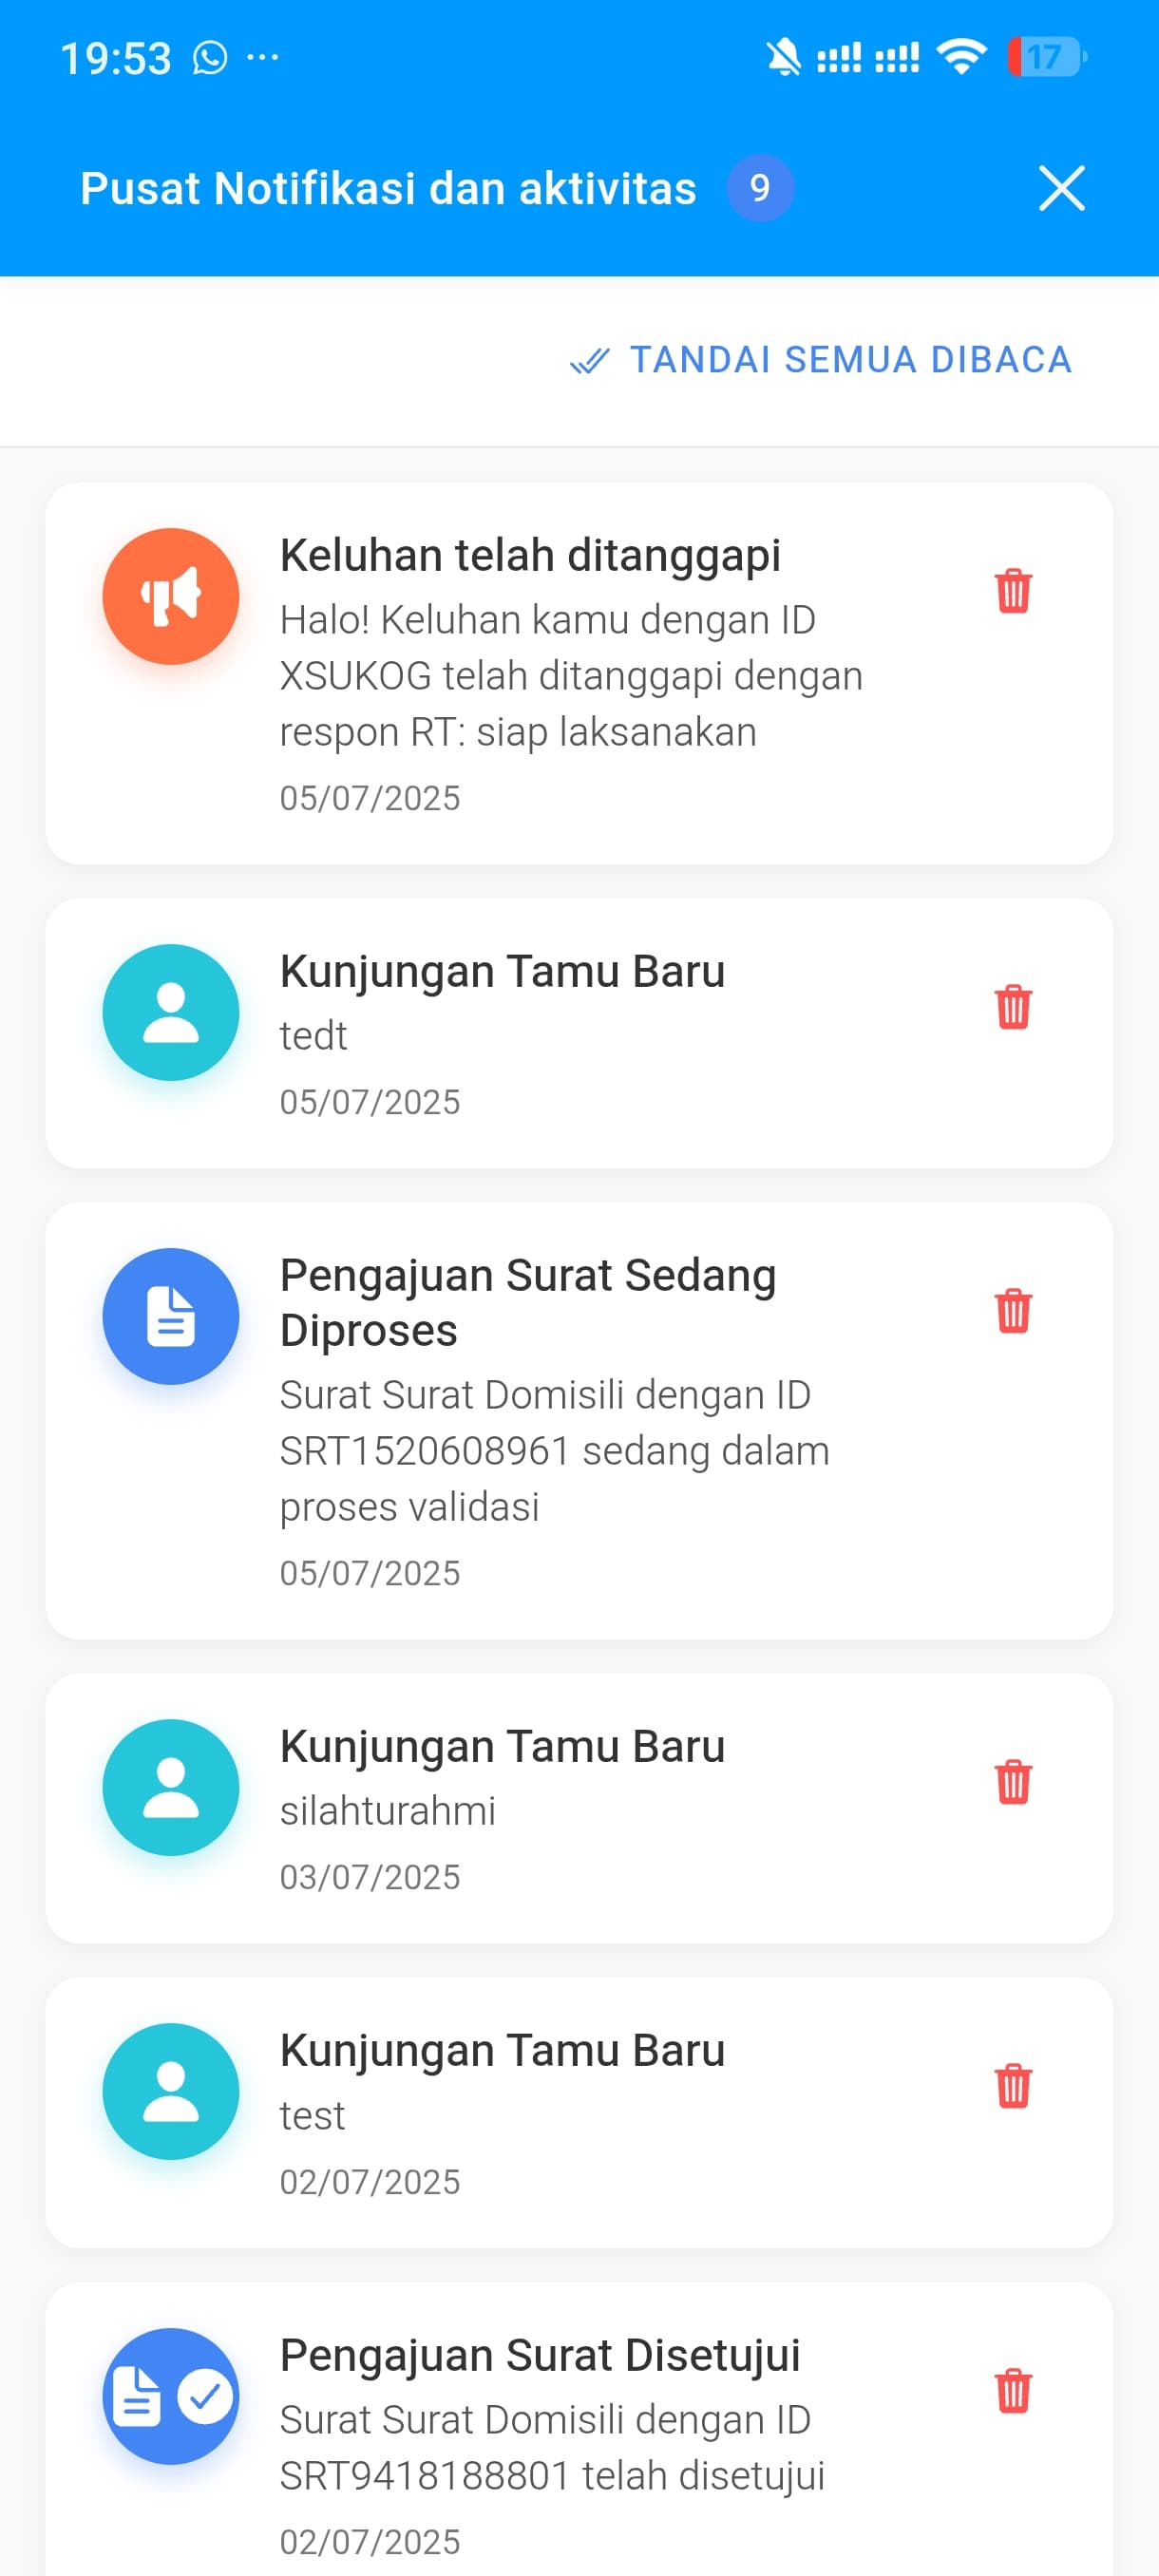 19:53
17
Pusat Notifikasi dan aktivitas 9
TANDAI SEMUA DIBACA
Keluhan telah ditanggapi
Halo! Keluhan kamu dengan ID
XSUKOG telah ditanggapi dengan
respon RT: siap laksanakan
05/07/2025
Kunjungan Tamu Baru
tedt
05/07/2025
Pengajuan Surat Sedang
Diproses
Surat Surat Domisili dengan ID
SRT1520608961 sedang dalam
proses validasi
05/07/2025
Kunjungan Tamu Baru
silahturahmi
03/07/2025
Kunjungan Tamu Baru
test
02/07/2025
Pengajuan Surat Disetujui
Surat Surat Domisili dengan ID
SRT9418188801 telah disetujui
02/07/2025